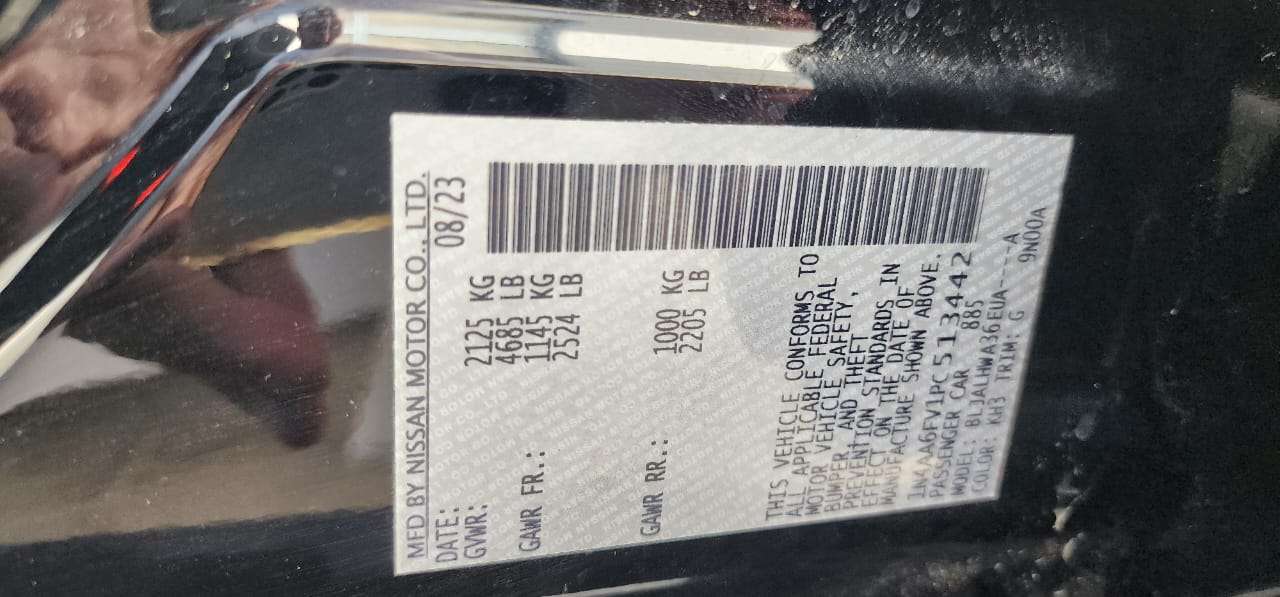 MFD BY NISSAN MOTOR CO., LTD.
DATE: 08/23
GVWR: 2125 KG
4685 LB
GAWR FR.: 1145 KG
2524 LB
GAWR RR.: 1000 KG
2205 LB
THIS VEHICLE CONFORMS TO
ALL APPLICABLE FEDERAL
MOTOR VEHICLE SAFETY,
BUMPER AND THEFT
PREVENTION STANDARDS IN
EFFECT ON THE DATE OF
MANUFACTURE SHOWN ABOVE.
1N4AA6FV1PC513442
PASSENGER CAR 885
MODEL: BLJALHWA36EUA----A
COLOR: KH3 TRIM: G 9N00A